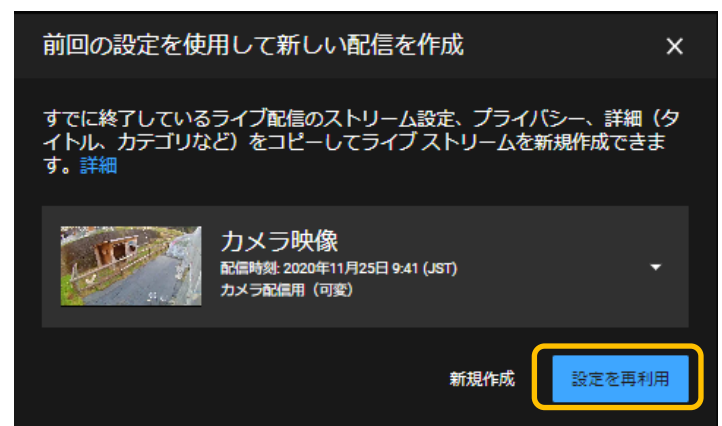 前回の設定を使用して新しい配信を作成
すでに終了しているライブ配信のストリーム設定、プライバシー、詳細（タ
イトル、カテゴリなど）をコピーしてライブ ストリームを新規作成できま
す。詳細
カメラ映像
配信時刻: 2020年11月25日 9:41 (JST)
カメラ配信用（可変）
新規作成 設定を再利用